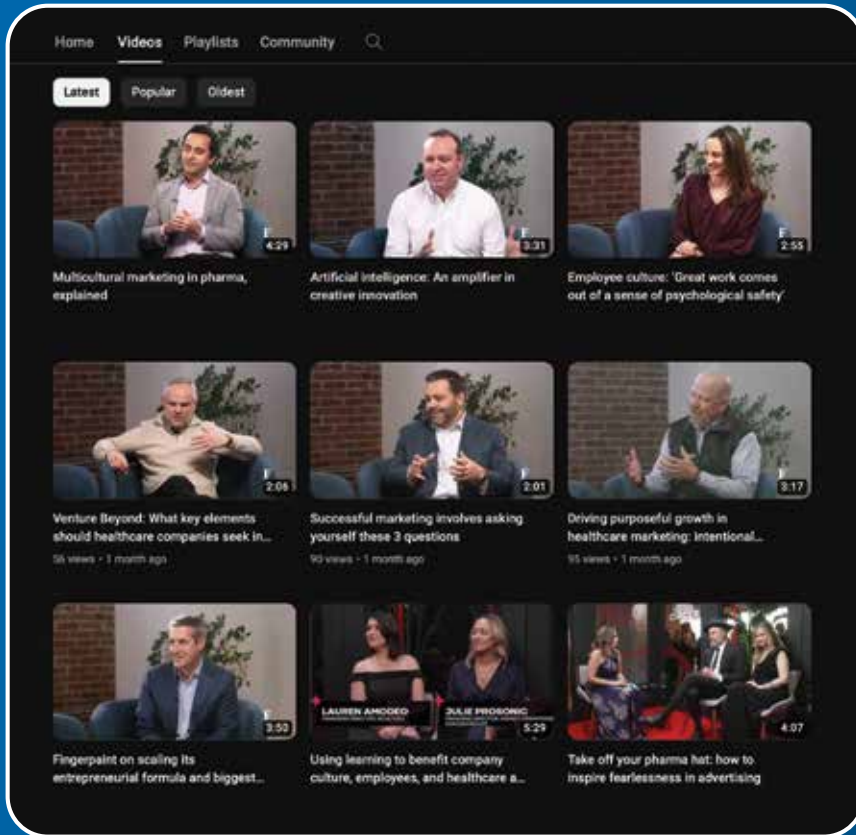 Home Videos Playlists Community
Latest Popular Oldest
4:29
3:31
2:55
Multicultural marketing in pharma,
explained
Artificial intelligence: An amplifier in
creative innovation
Employee culture: 'Great work comes
out of a sense of psychological safety'
2:06
2:01
3:17
Venture Beyond: What key elements
should healthcare companies seek in...
56 views • 1 month ago
Successful marketing involves asking
yourself these 3 questions
90 views • 1 month ago
Driving purposeful growth in
healthcare marketing: Intentional...
95 views • 1 month ago
3:50
LAUREN AMODEO
JULIE PROSONIC
5:29
4:07
Fingerpaint on scaling its
entrepreneurial formula and biggest...
Using learning to benefit company
culture, employees, and healthcare a...
Take off your pharma hat: how to
inspire fearlessness in advertising